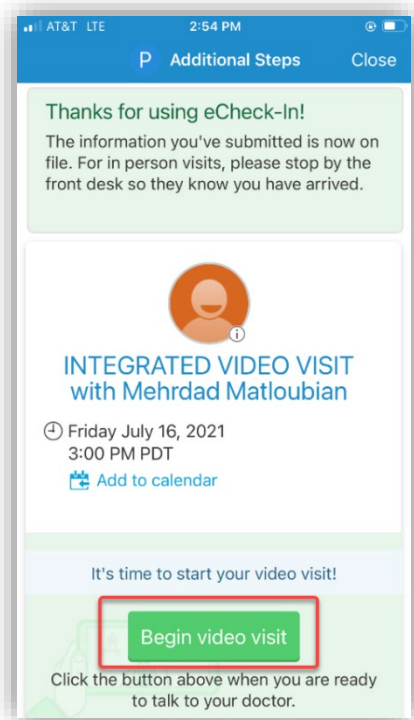 AT&T LTE 2:54 PM
P Additional Steps Close
Thanks for using eCheck-In!
The information you've submitted is now on
file. For in person visits, please stop by the
front desk so they know you have arrived.
i
INTEGRATED VIDEO VISIT
with Mehrdad Matloubian
Friday July 16, 2021
3:00 PM PDT
Add to calendar
It's time to start your video visit!
Begin video visit
Click the button above when you are ready
to talk to your doctor.